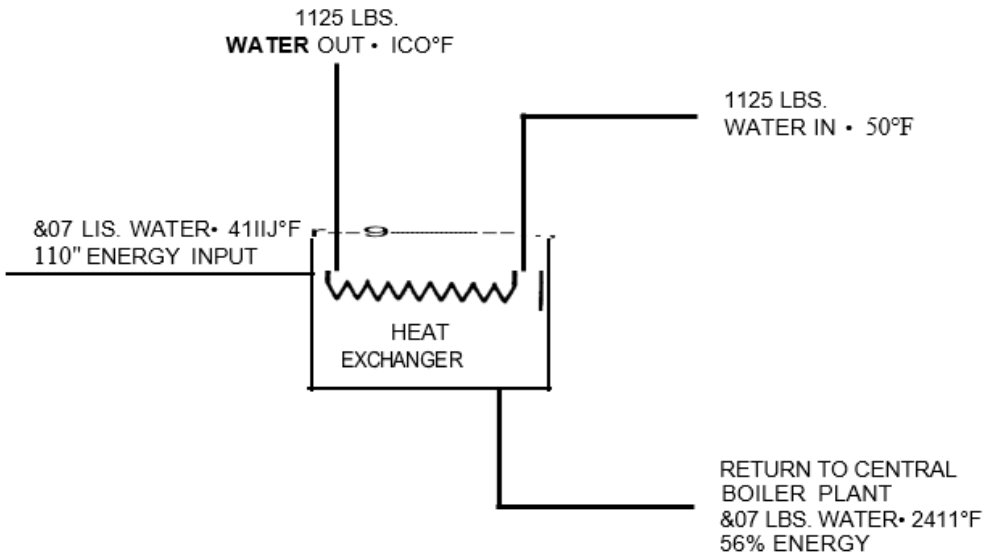 1125 LBS.
WATER OUT • ICO°F
1125 LBS.
WATER IN • 50°F
&07 LIS. WATER• 41IIJ°F
110" ENERGY INPUT
HEAT
EXCHANGER
RETURN TO CENTRAL
BOILER PLANT
&07 LBS. WATER• 2411°F
56% ENERGY